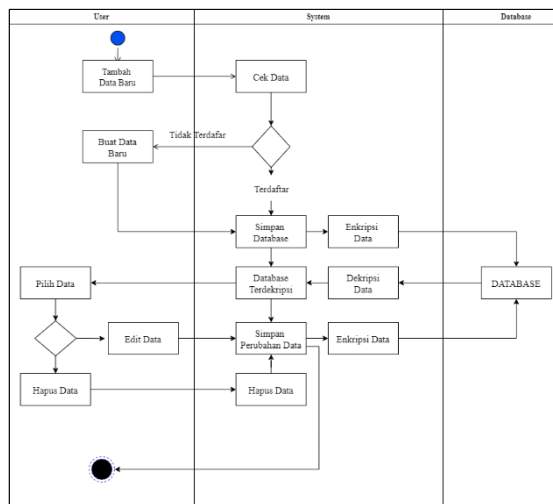 User
System
Database
Tambah
Data Baru
Cek Data
Tidak Terdafar
Buat Data
Baru
Terdaftar
Simpan
Database
Enkripsi
Data
Pilih Data
Database
Terdekripsi
Dekripsi
Data
DATABASE
Edit Data
Simpan
Perubahan Data
Enkripsi Data
Hapus Data
Hapus Data